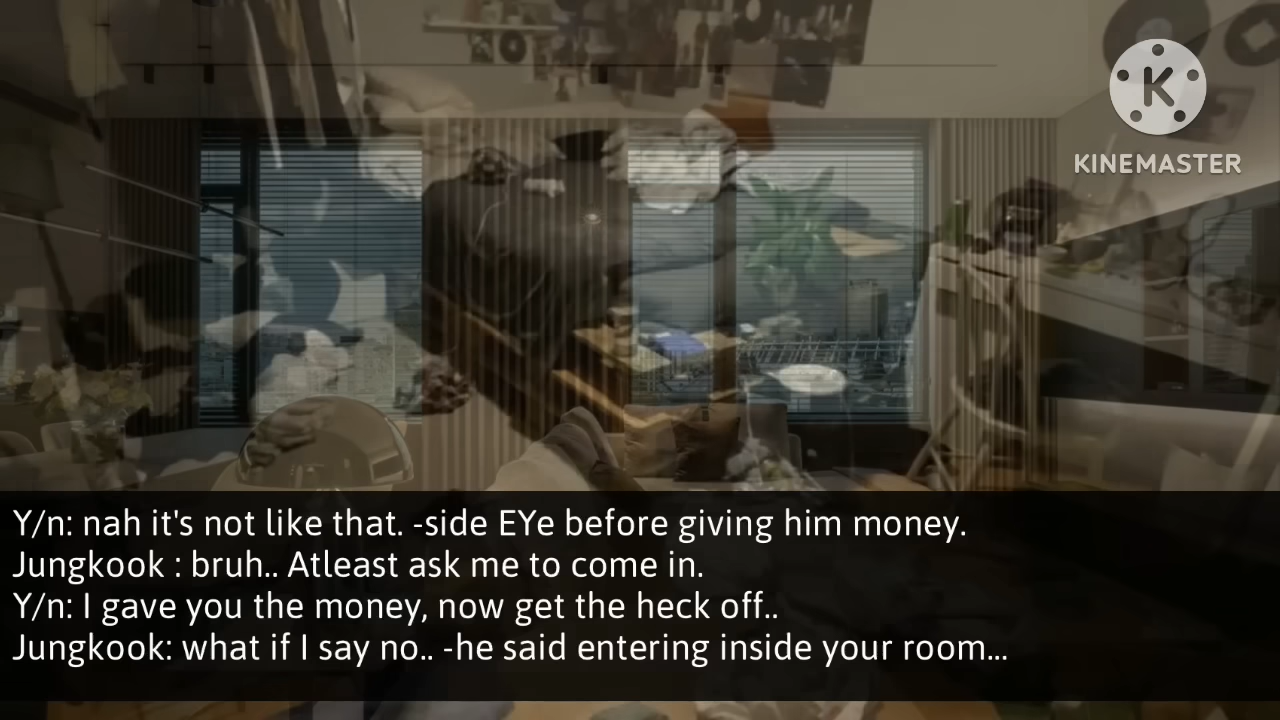 KINEMASTER
Y/n: nah it's not like that. -side EYe before giving him money.
Jungkook : bruh.. Atleast ask me to come in.
Y/n: I gave you the money, now get the heck off..
Jungkook: what if I say no.. -he said entering inside your room...